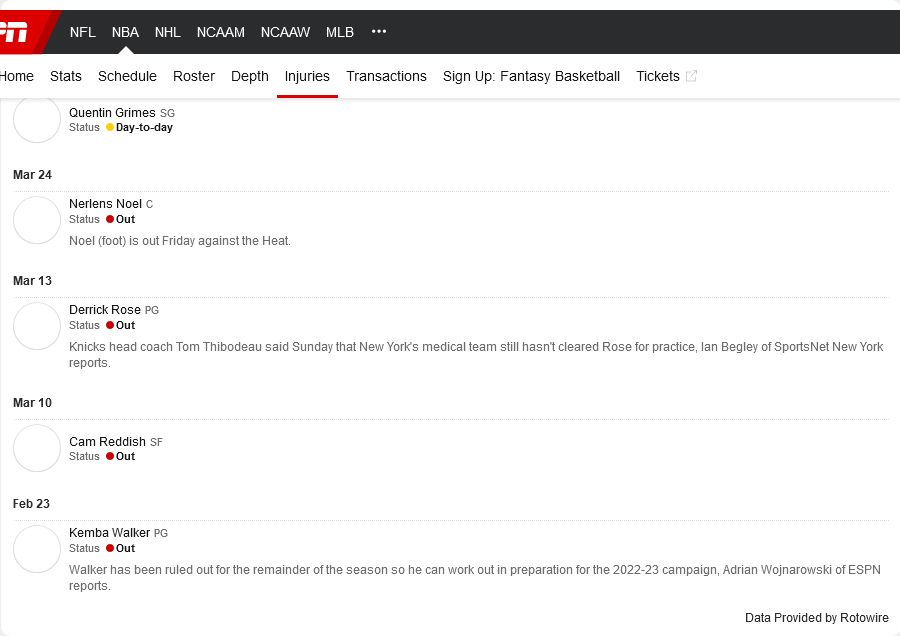 NFL NBA NHL NCAAM NCAAW MLB •••
Home Stats Schedule Roster Depth Injuries Transactions Sign Up: Fantasy Basketball Tickets
Quentin Grimes SG
Status Day-to-day
Mar 24
Nerlens Noel C
Status Out
Noel (foot) is out Friday against the Heat.
Mar 13
Derrick Rose PG
Status Out
Knicks head coach Tom Thibodeau said Sunday that New York's medical team still hasn't cleared Rose for practice, Ian Begley of SportsNet New York
reports.
Mar 10
Cam Reddish SF
Status Out
Feb 23
Kemba Walker PG
Status Out
Walker has been ruled out for the remainder of the season so he can work out in preparation for the 2022-23 campaign, Adrian Wojnarowski of ESPN
reports.
Data Provided by Rotowire